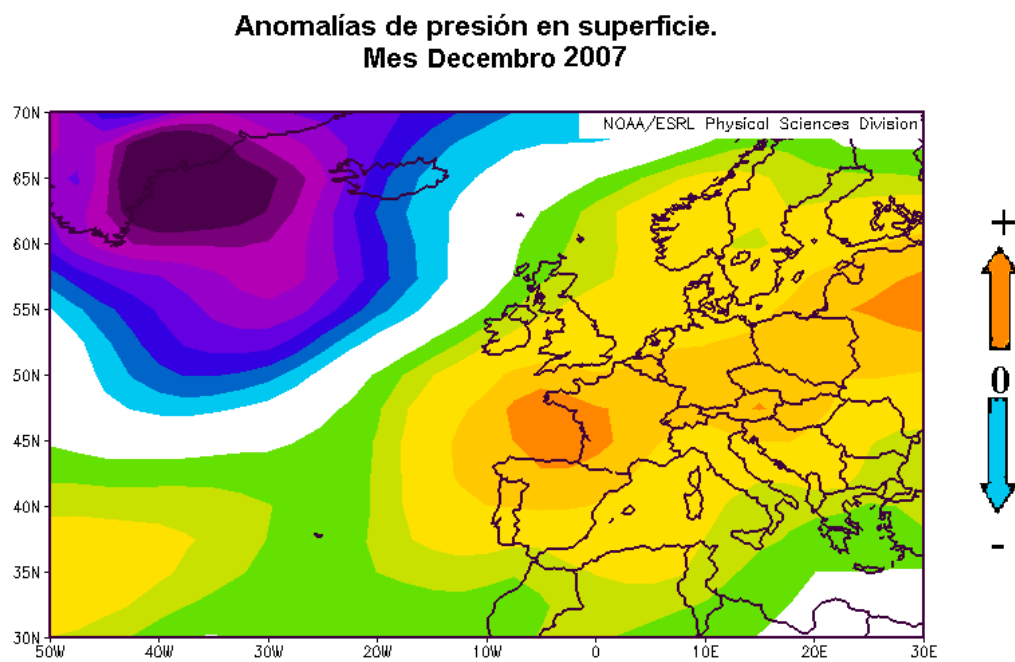 Anomalías de presión en superficie.
Mes Decembro 2007
NOAA/ESRL Physical Sciences Division
70N
65N
60N
55N
50N
45N
40N
35N
30N
50W 40W 30W 20W 10W 0 10E 20E 30E
+
0
-